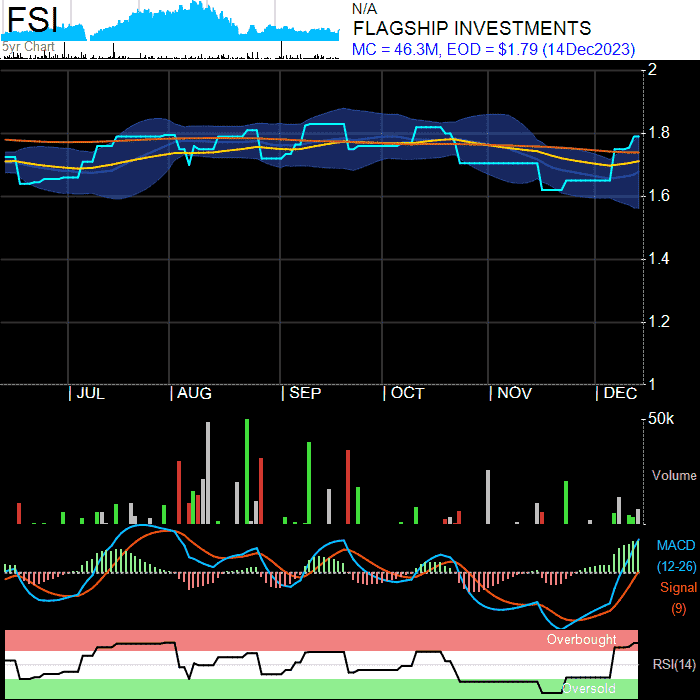 FSI
5yr Chart
N/A
FLAGSHIP INVESTMENTS
MC = 46.3M, EOD = $1.79 (14Dec2023)
2
1.8
1.6
1.4
1.2
1
JUL AUG SEP OCT NOV DEC
50k
Volume
MACD
(12-26)
Signal
(9)
Overbought
RSI(14)
Oversold